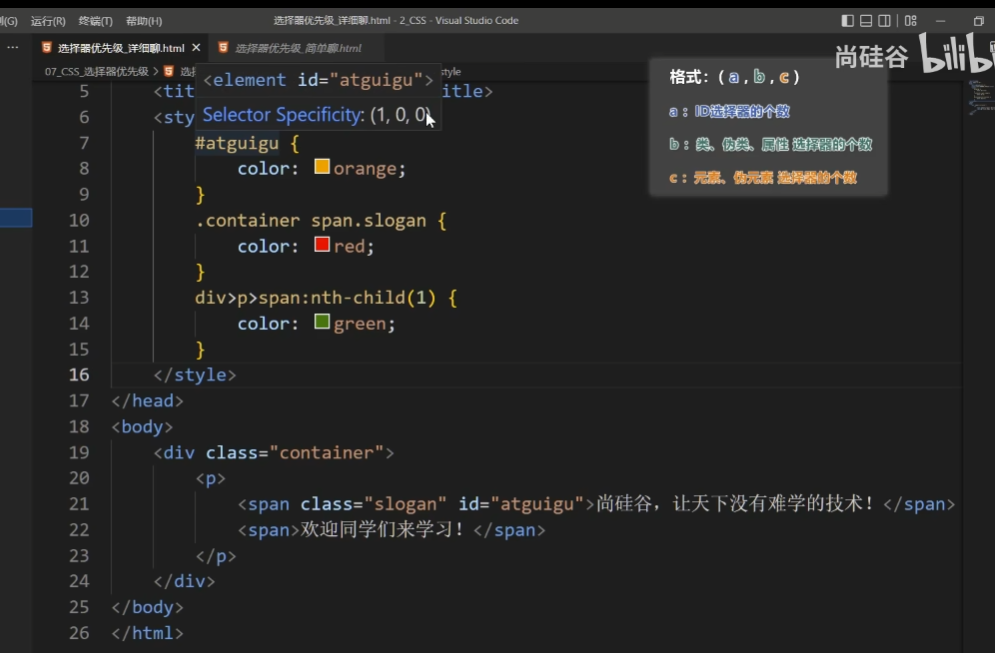 (G) 运行(R) 终端(T) 帮助(H) 选择器优先级_详细聊.html - 2_CSS - Visual Studio Code
选择器优先级_详细聊.html 选择器优先级_简单聊.html
尚硅谷 bilibi
07_CSS_选择器优先级 > style
<element id="atguigu">
Selector Specificity: (1, 0, 0)
格式：( a , b , c )
a ：ID选择器的个数
b ：类、伪类、属性 选择器的个数
c ：元素、伪元素 选择器的个数
5 <tit itle>
6 <sty
7 #atguigu {
8 color: orange;
9 }
10 .container span.slogan {
11 color: red;
12 }
13 div>p>span:nth-child(1) {
14 color: green;
15 }
16 </style>
17 </head>
18 <body>
19 <div class="container">
20 <p>
21 <span class="slogan" id="atguigu">尚硅谷，让天下没有难学的技术！</span>
22 <span>欢迎同学们来学习！</span>
23 </p>
24 </div>
25 </body>
26 </html>